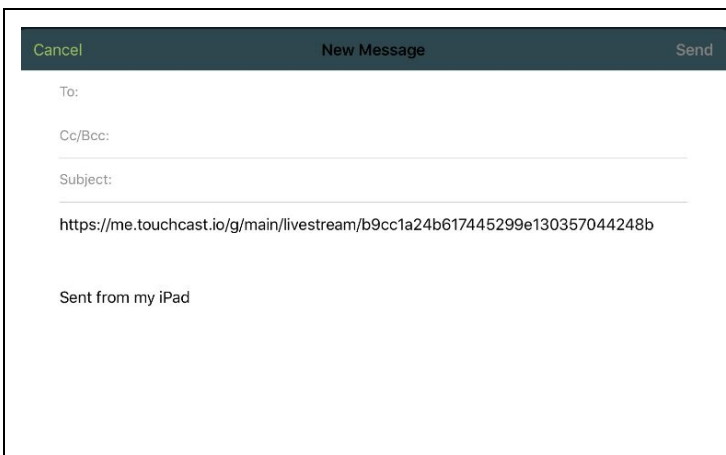 Cancel New Message Send
To:
Cc/Bcc:
Subject:
https://me.touchcast.io/g/main/livestream/b9cc1a24b617445299e130357044248b
Sent from my iPad